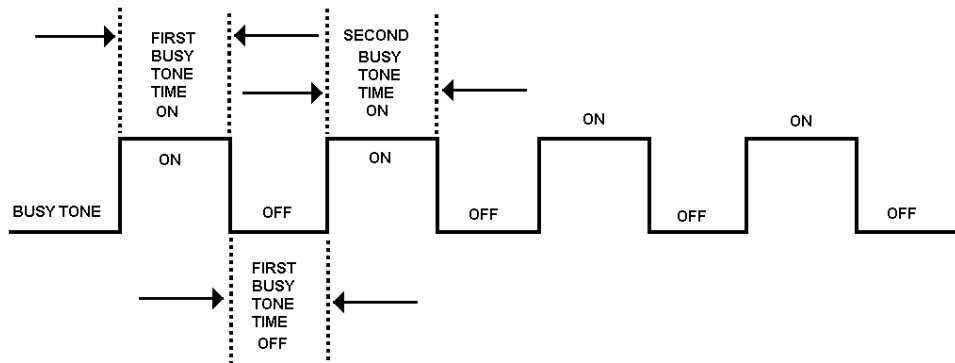 FIRST
BUSY
TONE
TIME
ON
SECOND
BUSY
TONE
TIME
ON
ON
ON
ON
ON
BUSY TONE
OFF
OFF
OFF
OFF
FIRST
BUSY
TONE
TIME
OFF